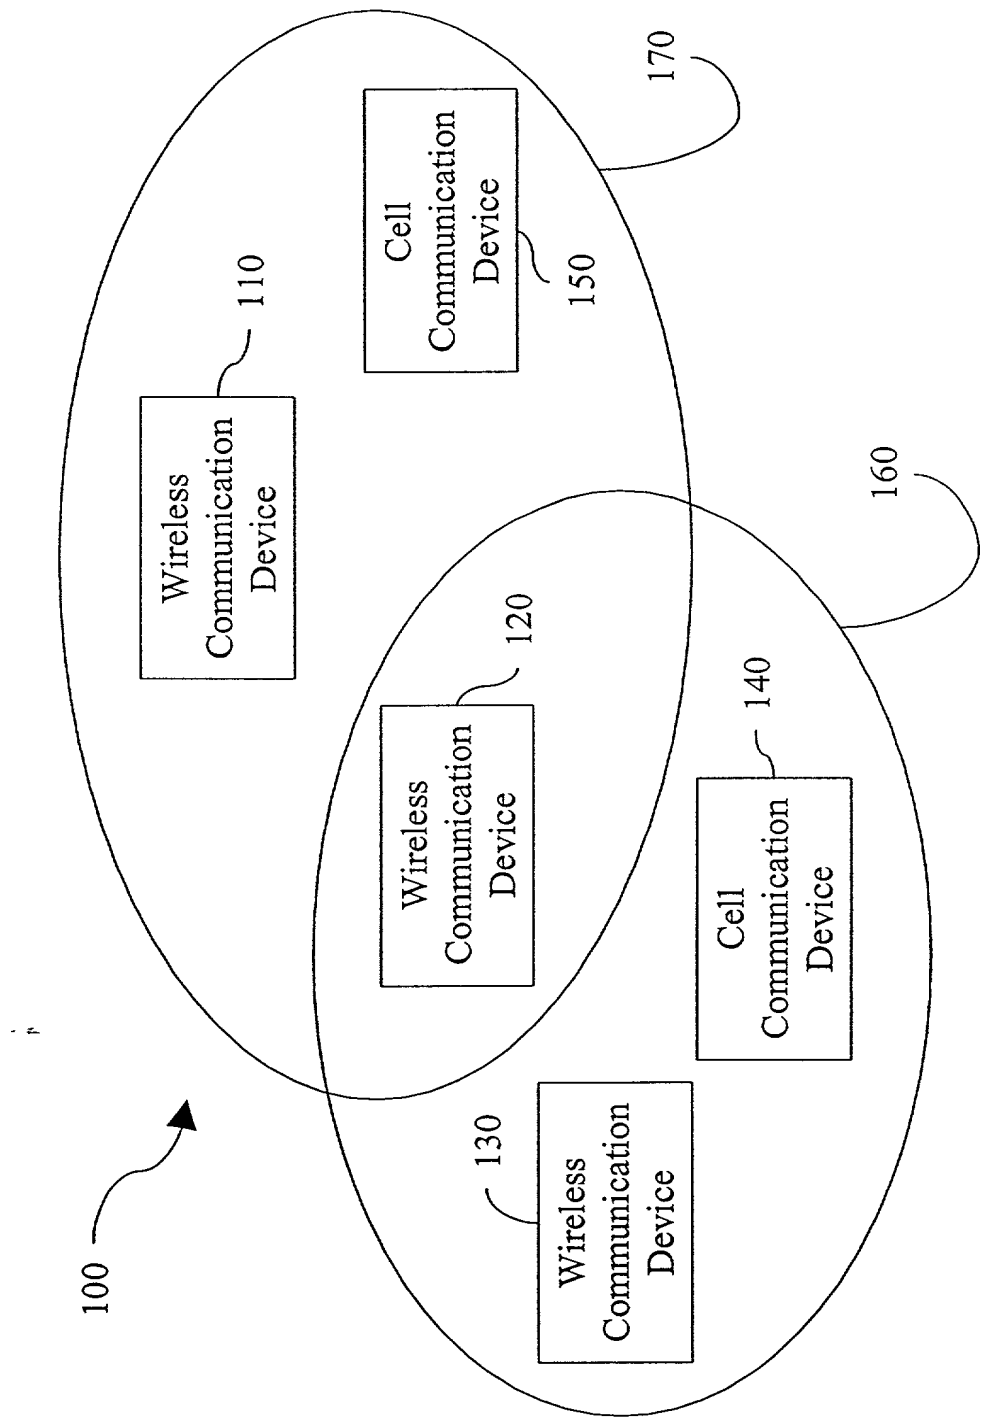 100
Wireless
Communication
Device
110
Cell
Communication
Device
150
170
Wireless
Communication
Device
120
Wireless
Communication
Device
130
Cell
Communication
Device
140
160